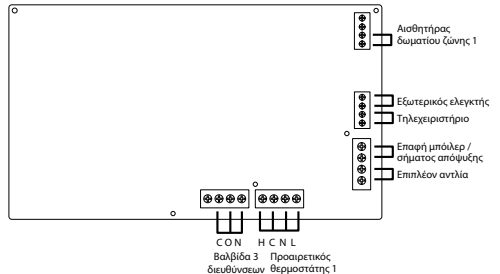 Αισθητήρας
δωματίου ζώνης 1
Εξωτερικός ελεγκτής
Τηλεχειριστήριο
Επαφή μπόιλερ /
σήματος απόψυξης
Επιπλέον αντλία
C O N
H C N L
Βαλβίδα 3
διευθύνσεων
Προαιρετικός
θερμοστάτης 1